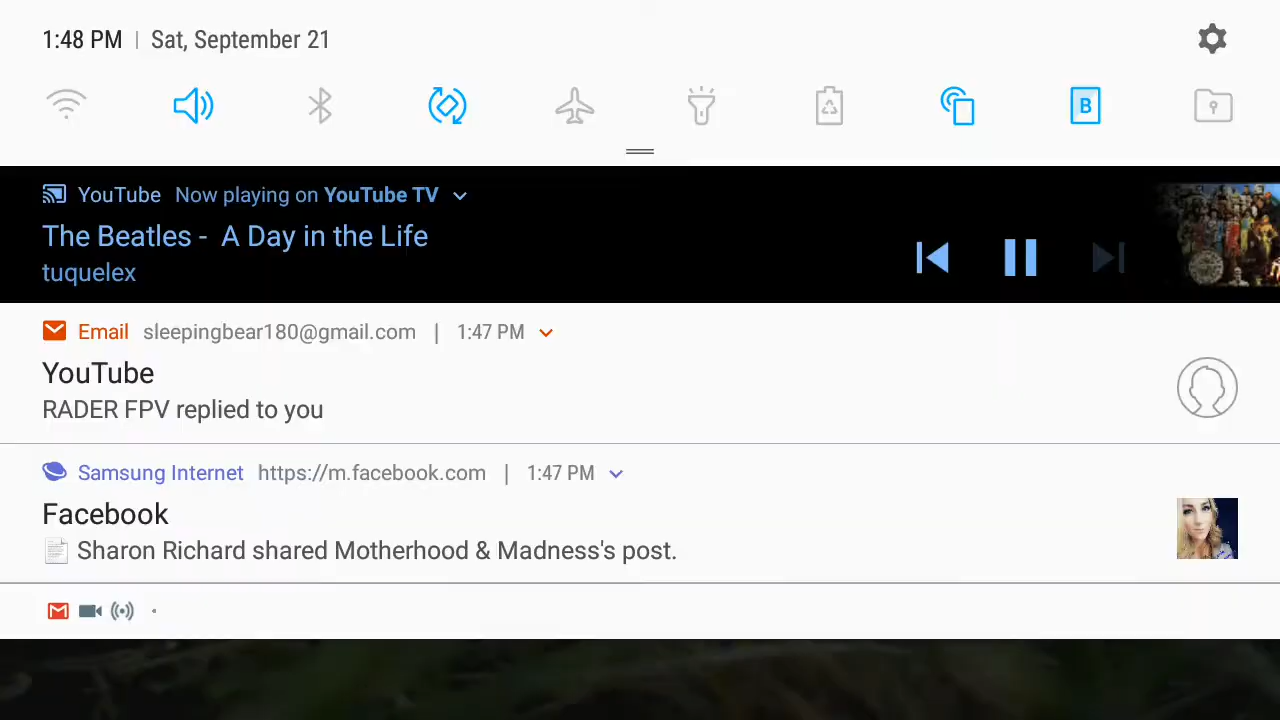 1:48 PM | Sat, September 21
B
YouTube Now playing on YouTube TV
The Beatles - A Day in the Life
tuquelex
Email sleepingbear180@gmail.com | 1:47 PM
YouTube
RADER FPV replied to you
Samsung Internet https://m.facebook.com | 1:47 PM
Facebook
Sharon Richard shared Motherhood & Madness's post.